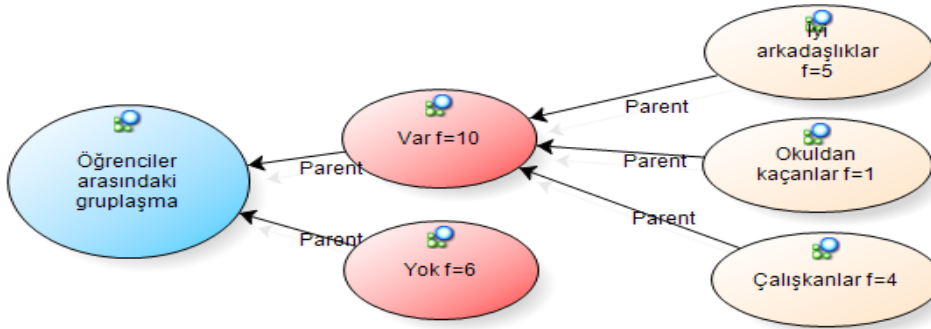 İyi
arkadaşlıklar
f=5
Parent
Var f=10
Öğrenciler
arasındaki
gruplaşma
Parent
Parent
Okuldan
kaçanlar f=1
Parent
Parent
Yok f=6
Çalışkanlar f=4